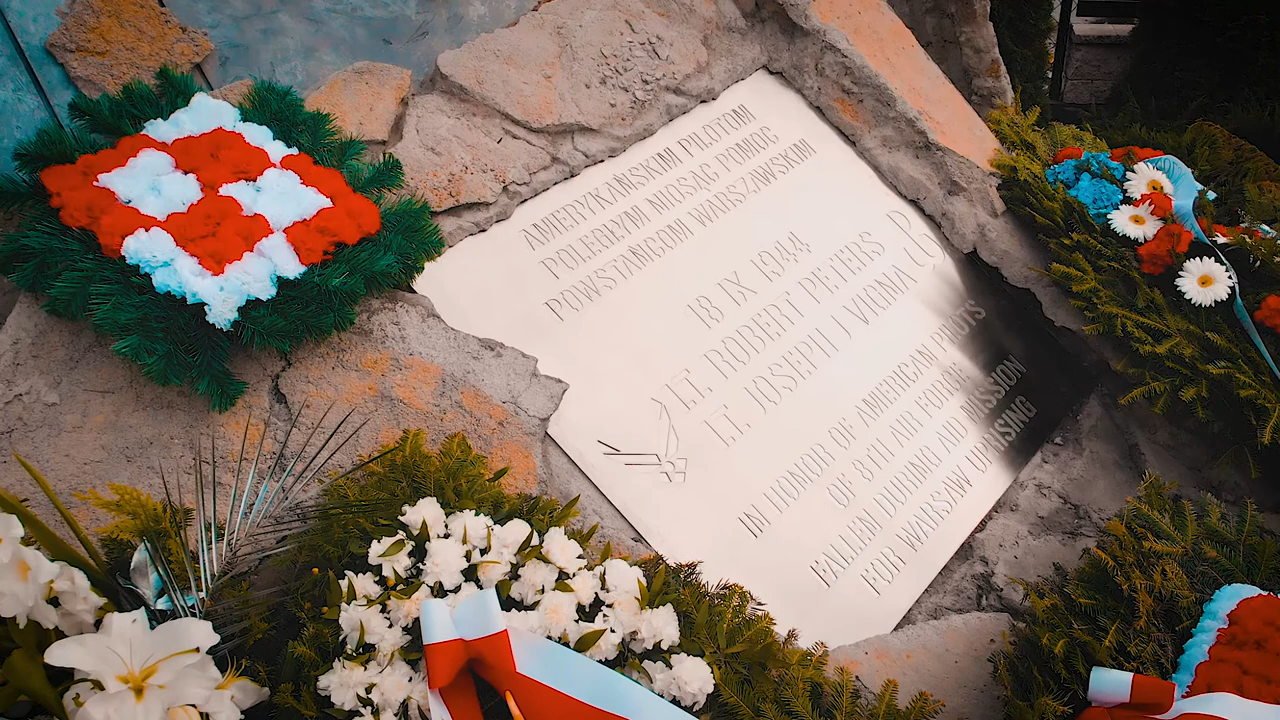 AMERYKAŃSKIM PILOTOM
POLEGŁYM NIOSĄC POMOC
POWSTAŃCOM WARSZAWSKIM
18 IX 1944
LT. ROBERT PETERS
LT. JOSEPH J VIRNA
IN HONOR OF AMERICAN PILOTS
OF 8TH AIR FORCE
FALLEN DURING AID MISSION
FOR WARSAW UPRISING